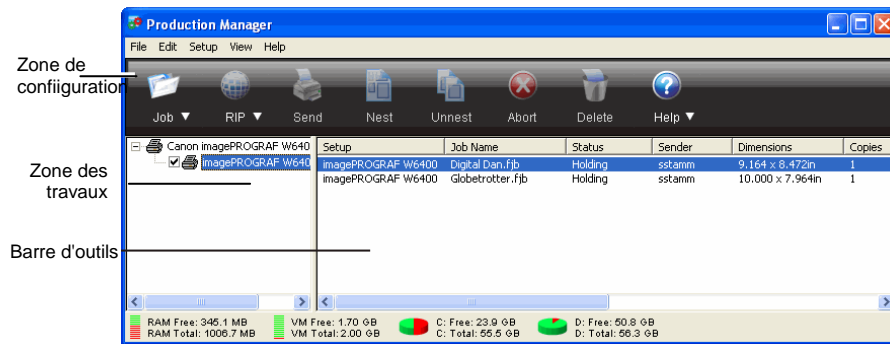 Production Manager
File Edit Setup View Help
Zone de
confiiguration
Job RIP Send Nest Unnest Abort Delete Help
Canon imagePROGRAF W640
imagePROGRAF W640
Setup Job Name Status Sender Dimensions Copies
imagePROGRAF W6400 Digital Dan.fjb Holding sstamm 9.164 x 8.472in 1
imagePROGRAF W6400 Globetrotter.fjb Holding sstamm 10.000 x 7.964in 1
Zone des
travaux
Barre d'outils
RAM Free: 345.1 MB VM Free: 1.70 GB C: Free: 23.9 GB D: Free: 50.8 GB
RAM Total: 1006.7 MB VM Total: 2.00 GB C: Total: 55.5 GB D: Total: 56.3 GB